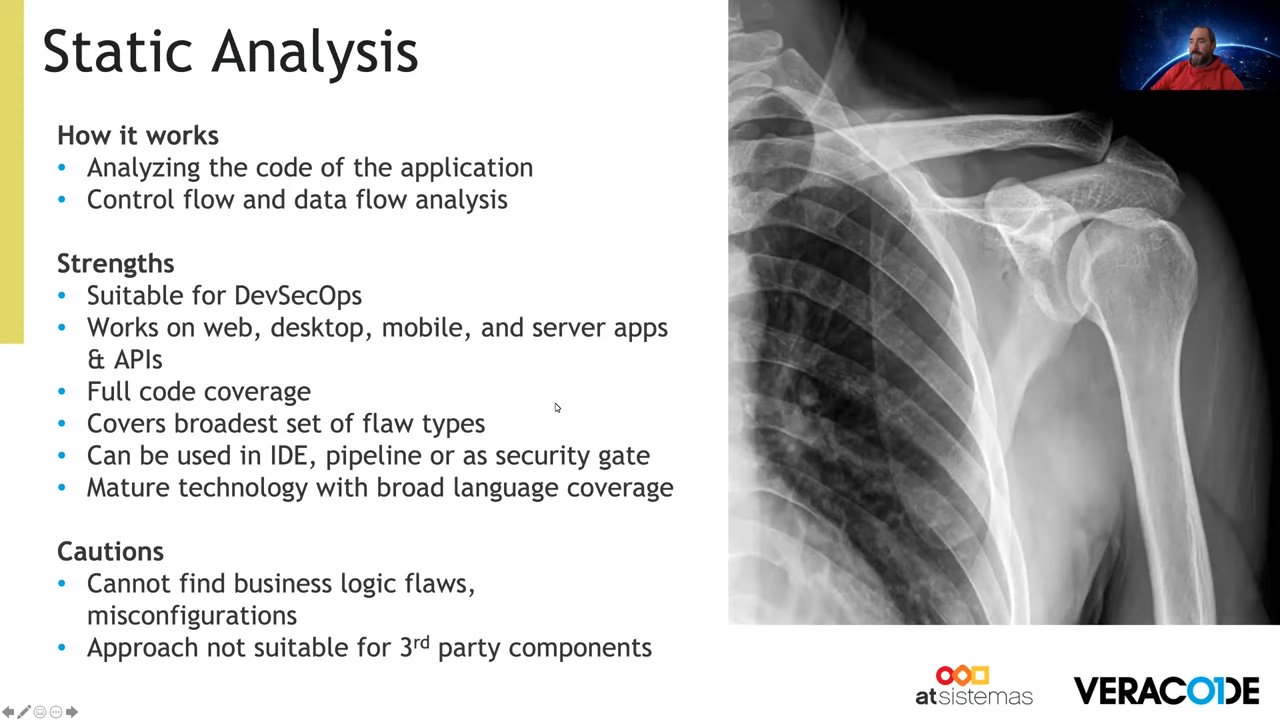 Static Analysis
How it works
• Analyzing the code of the application
• Control flow and data flow analysis
Strengths
• Suitable for DevSecOps
• Works on web, desktop, mobile, and server apps
& APIs
• Full code coverage
• Covers broadest set of flaw types
• Can be used in IDE, pipeline or as security gate
• Mature technology with broad language coverage
Cautions
• Cannot find business logic flaws,
misconfigurations
• Approach not suitable for 3rd party components
atsistemas
VERACODE